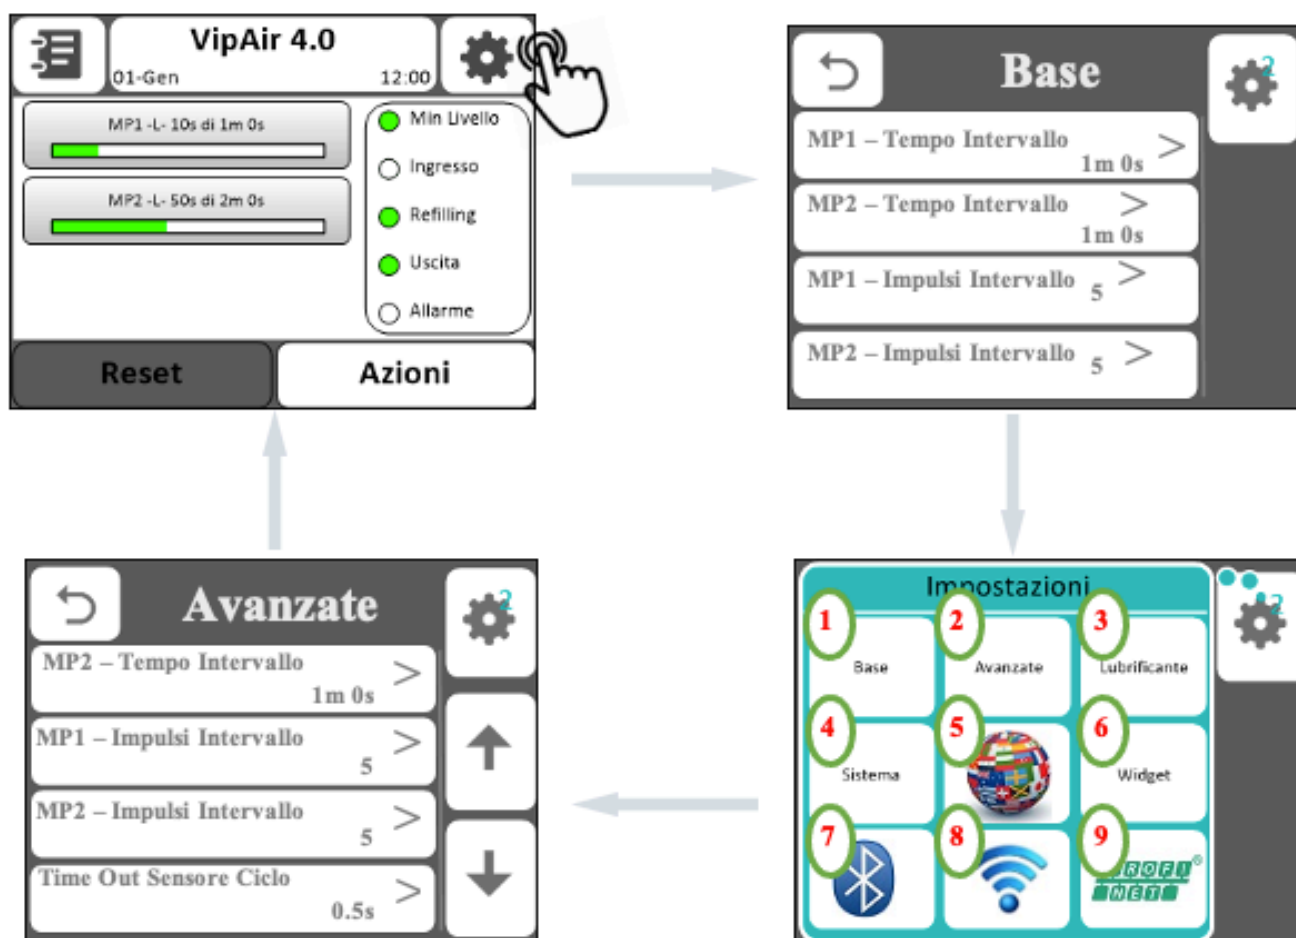 VipAir 4.0
01-Gen 12:00
MP1 -L- 10s di 1m 0s
MP2 -L- 50s di 2m 0s
Min Livello
Ingresso
Refilling
Uscita
Allarme
Reset
Azioni
Base
2
MP1 – Tempo Intervallo >
1m 0s
MP2 – Tempo Intervallo >
1m 0s
MP1 – Impulsi Intervallo 5 >
MP2 – Impulsi Intervallo 5 >
Avanzate
2
MP2 – Tempo Intervallo >
1m 0s
MP1 – Impulsi Intervallo >
5
MP2 – Impulsi Intervallo >
5
Time Out Sensore Ciclo >
0.5s
Impostazioni
2
1 2 3
Base Avanzate Lubrificante
4 5 6
Sistema Widget
7 8 9
PROFI
NET®